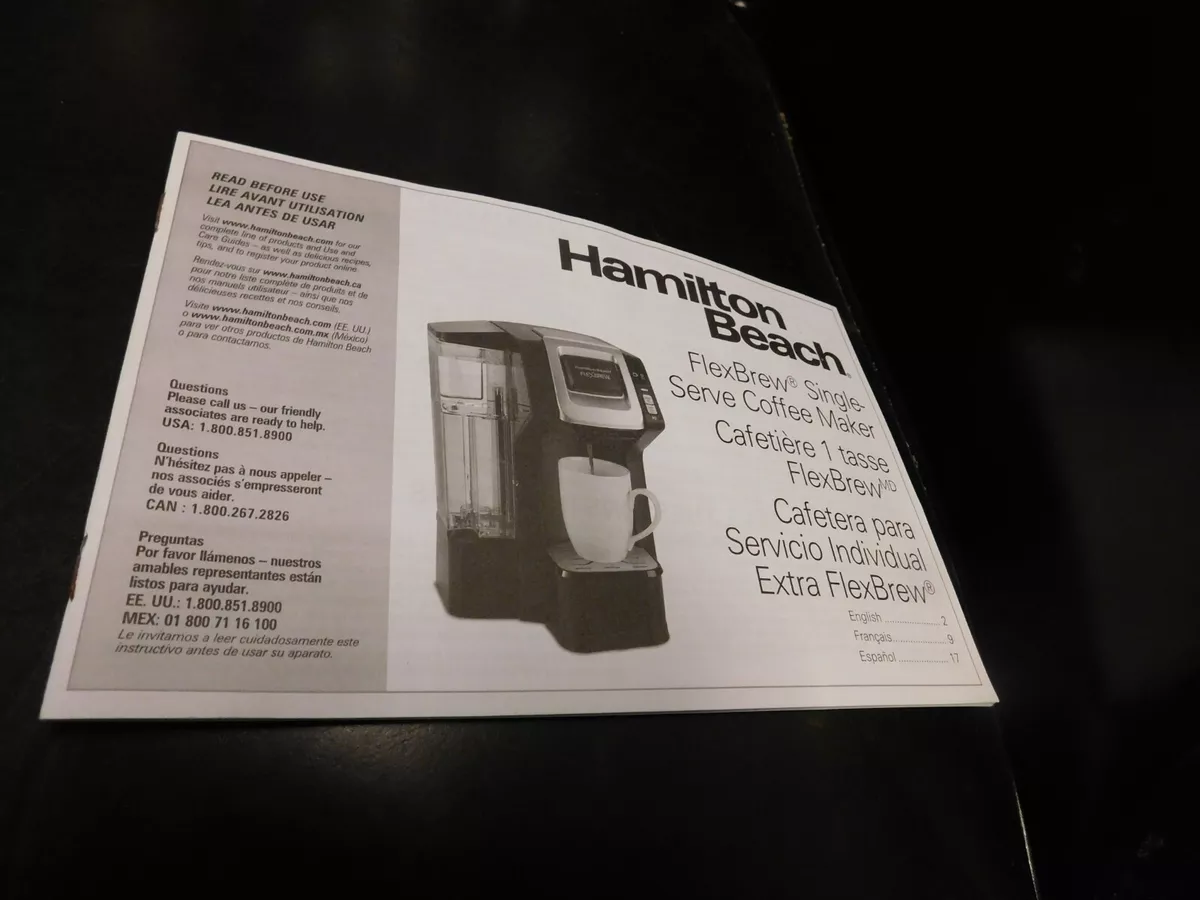 READ BEFORE USE
LIRE AVANT UTILISATION
LEA ANTES DE USAR
Visit www.hamiltonbeach.com for our
complete line of products and Use and
Care Guides – as well as delicious recipes,
tips, and to register your product online.
Rendez-vous sur www.hamiltonbeach.ca
pour notre liste complète de produits et de
nos manuels utilisateur – ainsi que nos
délicieuses recettes et nos conseils.
Visite www.hamiltonbeach.com (EE. UU.)
o www.hamiltonbeach.com.mx (México)
para ver otros productos de Hamilton Beach
o para contactarnos.
Questions
Please call us – our friendly
associates are ready to help.
USA: 1.800.851.8900
Questions
N'hésitez pas à nous appeler –
nos associés s'empresseront
de vous aider.
CAN : 1.800.267.2826
Preguntas
Por favor llámenos – nuestros
amables representantes están
listos para ayudar.
EE. UU.: 1.800.851.8900
MEX: 01 800 71 16 100
Le invitamos a leer cuidadosamente este
instructivo antes de usar su aparato.
Hamilton
Beach®
FlexBrew® Single-
Serve Coffee Maker
Cafetière 1 tasse
FlexBrewMD
Cafetera para
Servicio Individual
Extra FlexBrew®
English ................... 2
Français.................. 9
Español ................. 17